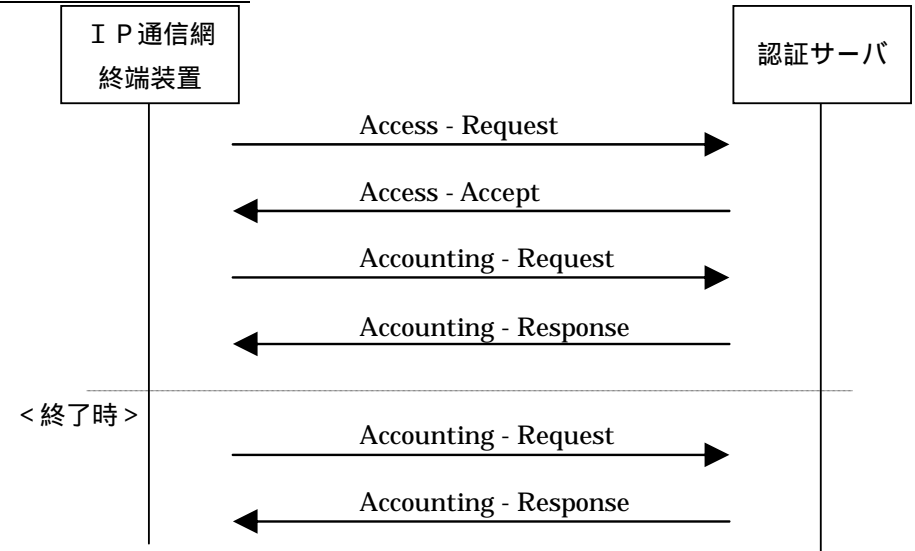 ＩＰ通信網
終端装置
認証サーバ
Access - Request
Access - Accept
Accounting - Request
Accounting - Response
<終了時>
Accounting - Request
Accounting - Response